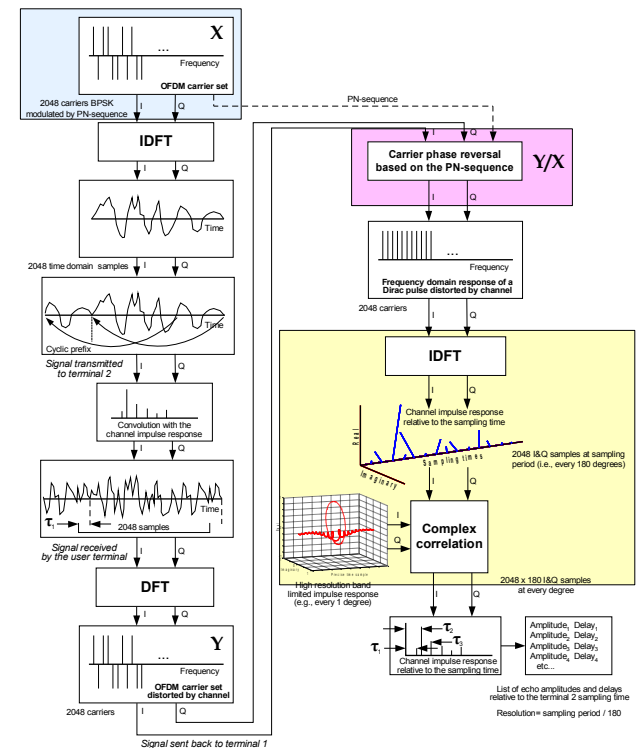 X
...
Frequency
OFDM carrier set
2048 carriers BPSK
modulated by PN-sequence
I
Q
PN-sequence
IDFT
I
Q
Time
2048 time domain samples
I
Q
Time
Cyclic prefix
Signal transmitted
to terminal 2
I
Q
Convolution with the
channel impulse response
I
Q
Time
τ1
2048 samples
Signal received
by the user terminal
I
Q
DFT
I
Q
Y
...
Frequency
OFDM carrier set
distorted by channel
2048 carriers
I
Q
Signal sent back to terminal 1
I
Q
Carrier phase reversal
based on the PN-sequence
Y/X
I
Q
...
Frequency
Frequency domain response of a
Dirac pulse distorted by channel
2048 carriers
I
Q
IDFT
I
Q
Channel impulse response
relative to the sampling time
Real
Imaginary
Sampling times
2048 I&Q samples at sampling
period (i.e., every 180 degrees)
I
Q
I
Q
Complex
correlation
High resolution band
limited impulse response
(e.g., every 1 degree)
2048 x 180 I&Q samples
at every degree
I
Q
τ1
τ2
τ3
Channel impulse response
relative to the sampling time
Amplitude1 Delay1
Amplitude2 Delay2
Amplitude3 Delay3
Amplitude4 Delay4
etc...
List of echo amplitudes and delays
relative to the terminal 2 sampling time
Resolution= sampling period / 180